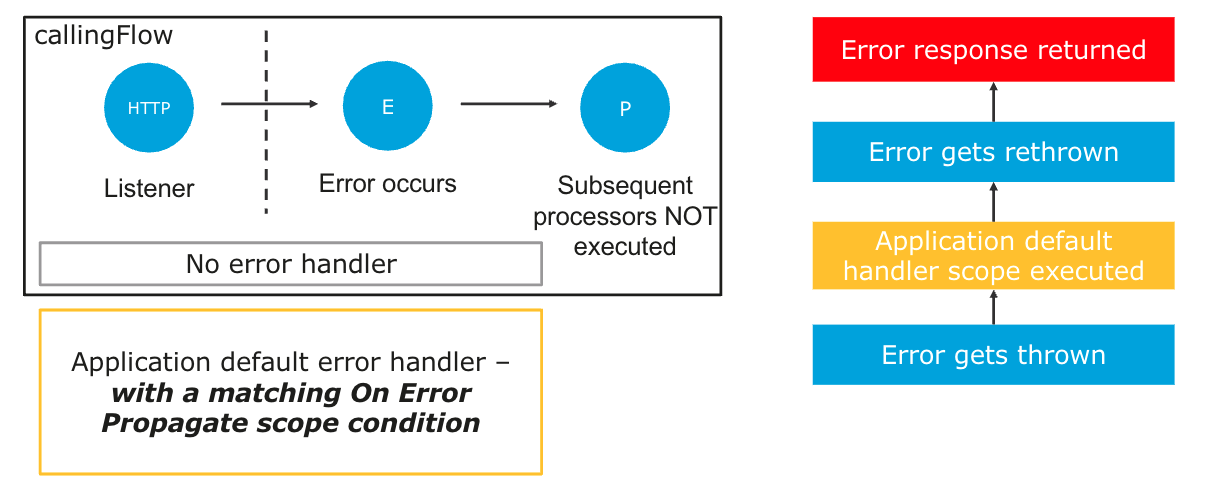 callingFlow
HTTP
E
P
Listener
Error occurs
Subsequent
processors NOT
executed
No error handler
Application default error handler –
with a matching On Error
Propagate scope condition
Error response returned
Error gets rethrown
Application default
handler scope executed
Error gets thrown